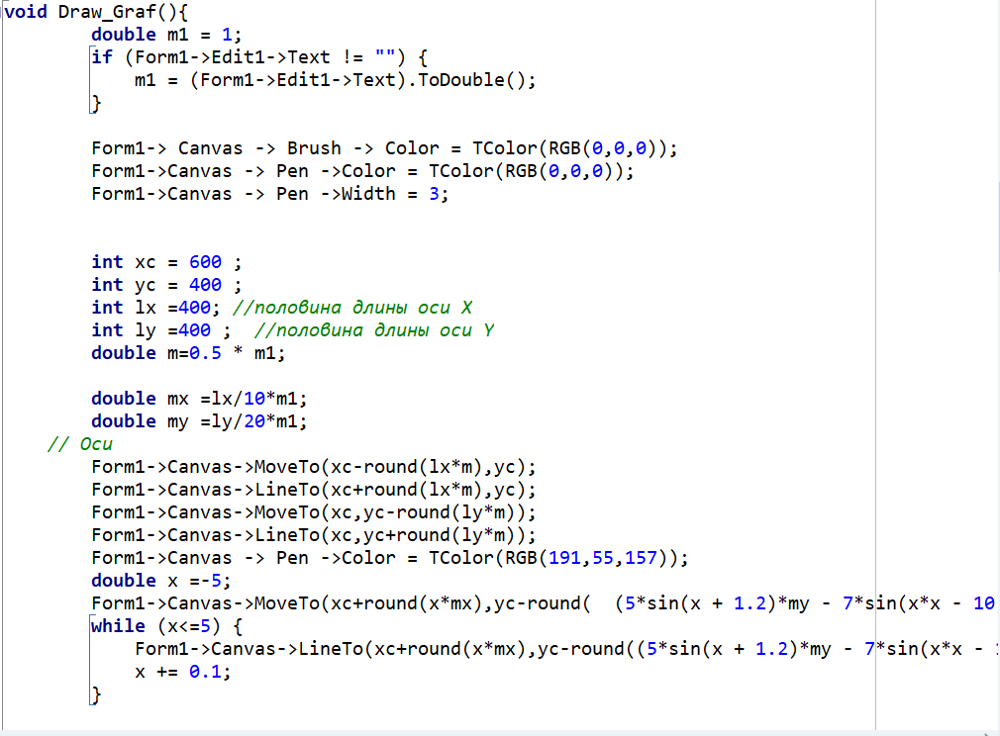 void Draw_Graf(){
double m1 = 1;
if (Form1->Edit1->Text != "") {
m1 = (Form1->Edit1->Text).ToDouble();
}
Form1-> Canvas -> Brush -> Color = TColor(RGB(0,0,0));
Form1->Canvas -> Pen ->Color = TColor(RGB(0,0,0));
Form1->Canvas -> Pen ->Width = 3;
int xc = 600 ;
int yc = 400 ;
int lx =400; //половина длины оси X
int ly =400 ;  //половина длины оси Y
double m=0.5 * m1;
double mx =lx/10*m1;
double my =ly/20*m1;
// Оси
Form1->Canvas->MoveTo(xc-round(lx*m),yc);
Form1->Canvas->LineTo(xc+round(lx*m),yc);
Form1->Canvas->MoveTo(xc,yc-round(ly*m));
Form1->Canvas->LineTo(xc,yc+round(ly*m));
Form1->Canvas -> Pen ->Color = TColor(RGB(191,55,157));
double x =-5;
Form1->Canvas->MoveTo(xc+round(x*mx),yc-round(  (5*sin(x + 1.2)*my - 7*sin(x*x - 10
while (x<=5) {
Form1->Canvas->LineTo(xc+round(x*mx),yc-round((5*sin(x + 1.2)*my - 7*sin(x*x -
x += 0.1;
}